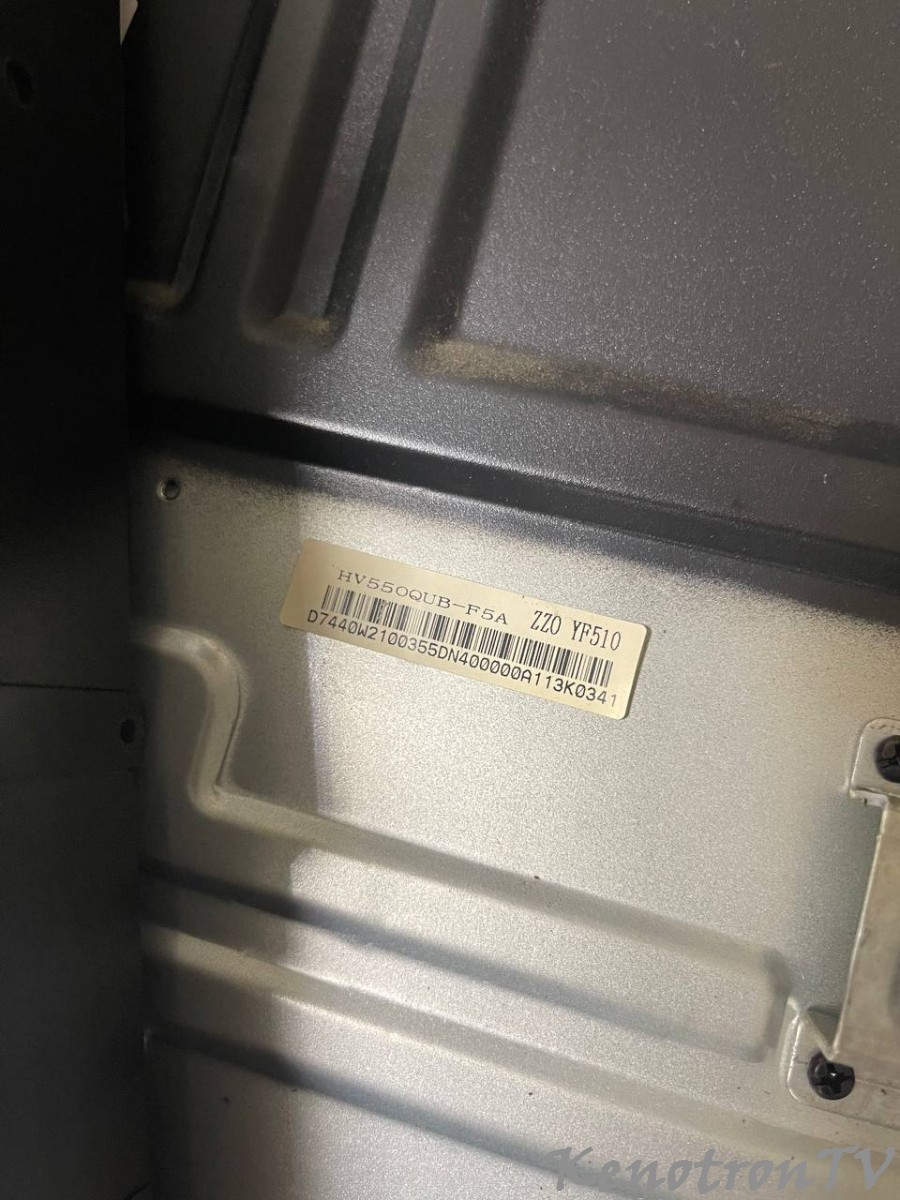 HV550QUB-F5A ZZO YF510
D7440W2100355DN400000A113K0341
KenotronTV